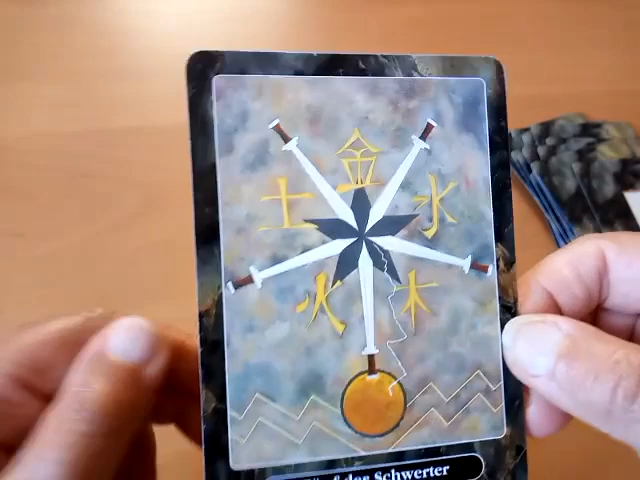 金
土 水
火 木
der Schwerter